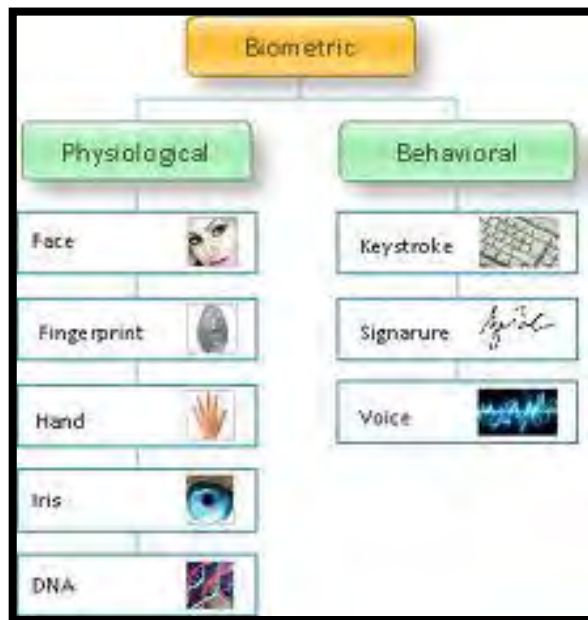 Biometric
Physiological
Behavioral
Face
Fingerprint
Hand
Iris
DNA
Keystroke
Signarure
Voice